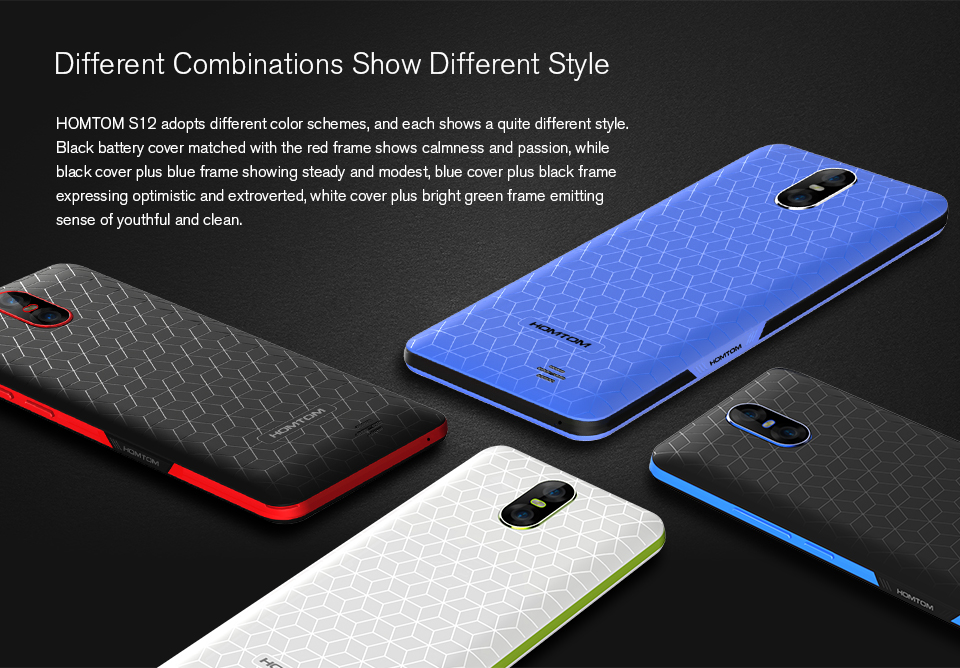 Different Combinations Show Different Style
HOMTOM S12 adopts different color schemes, and each shows a quite different style.
Black battery cover matched with the red frame shows calmness and passion, while
black cover plus blue frame showing steady and modest, blue cover plus black frame
expressing optimistic and extroverted, white cover plus bright green frame emitting
sense of youthful and clean.
HOMTOM
HOMTOM
HOMTOM
HOMTOM
HOMTOM